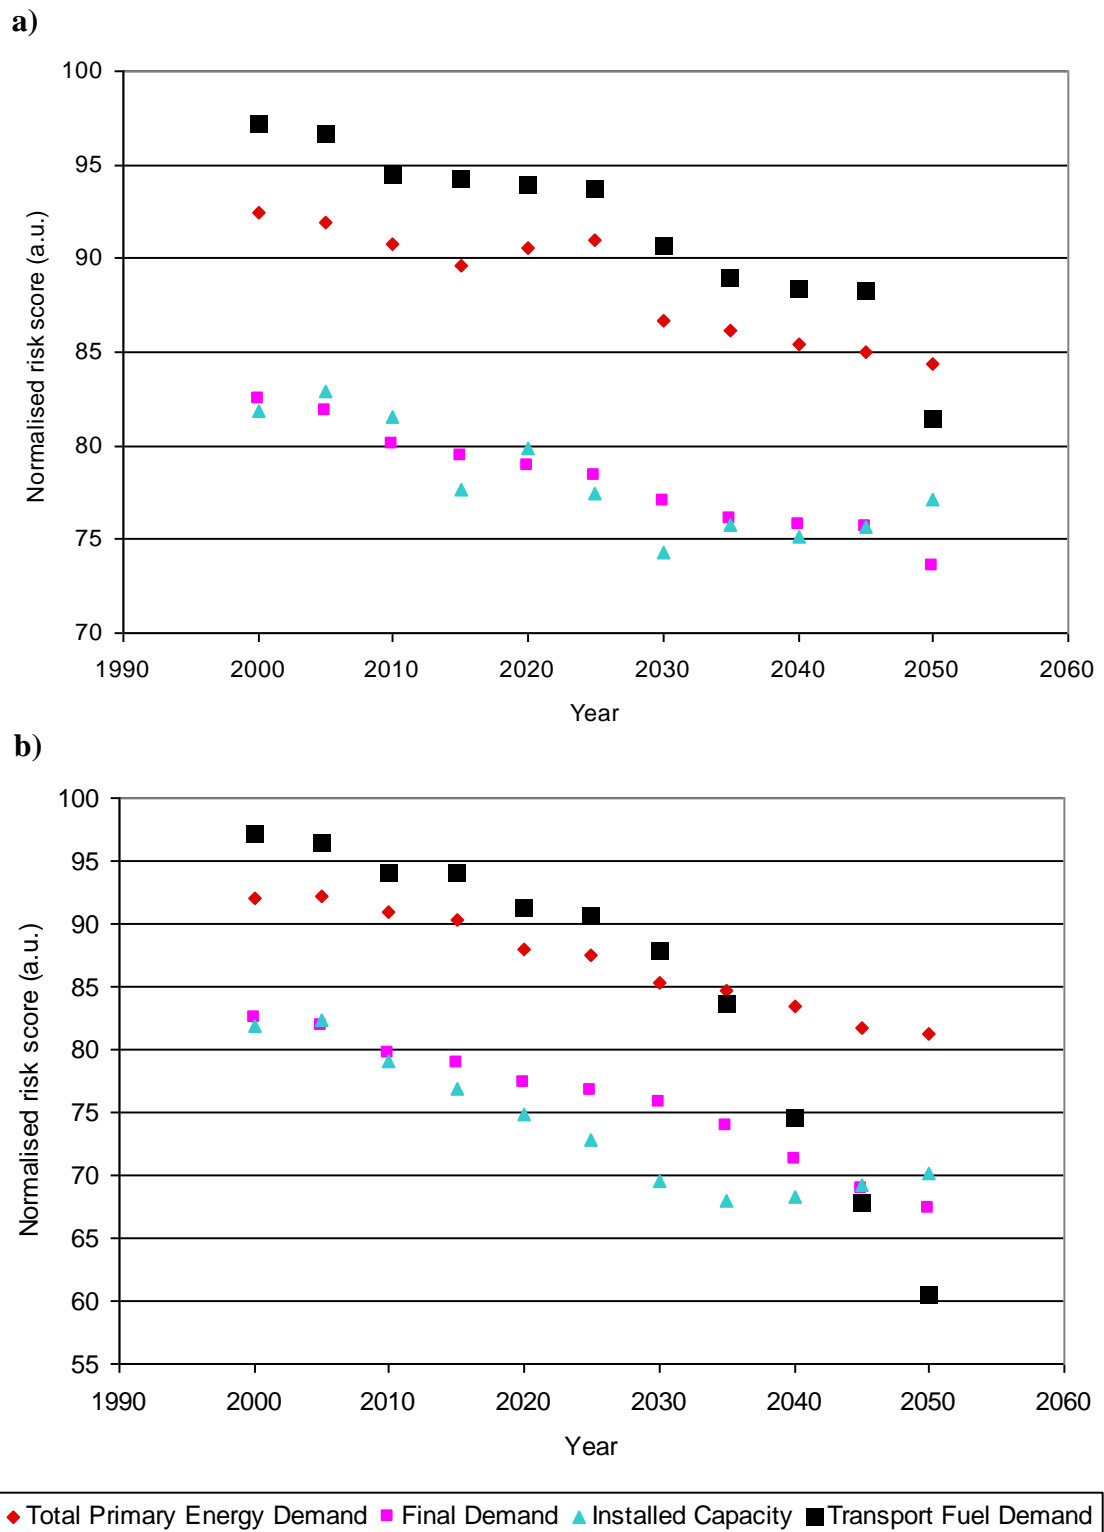 a)
100
95
90
85
80
75
70
Normalised risk score (a.u.)
1990 2000 2010 2020 2030 2040 2050 2060
Year
b)
100
95
90
85
80
75
70
65
60
55
Normalised risk score (a.u.)
1990 2000 2010 2020 2030 2040 2050 2060
Year
Total Primary Energy Demand Final Demand Installed Capacity Transport Fuel Demand